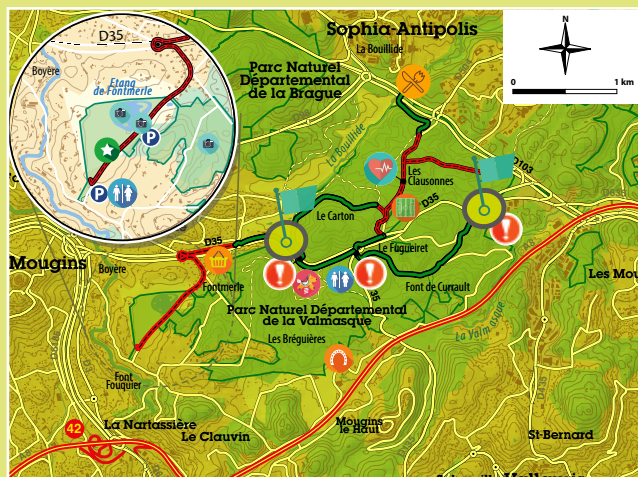 D35
Boyère
Etang
de Fontmerle
P
P
Sophia-Antipolis
La Bouillide
Parc Naturel
Départemental
de la Brague
N
0
1 km
La Bouillide
Les
Clausonnes
D103
D35
Le Carton
D35
Mougins
Boyère
Le Fugueiret
Fontmerle
Font de Currault
D35
Les Mou
Parc Naturel Départemental
de la Valmasque
La Valmasque
Les Bréguières
Font
Fouquier
D135
42
La Nartassière
Le Clauvin
Mougins
le Haut
St-Bernard